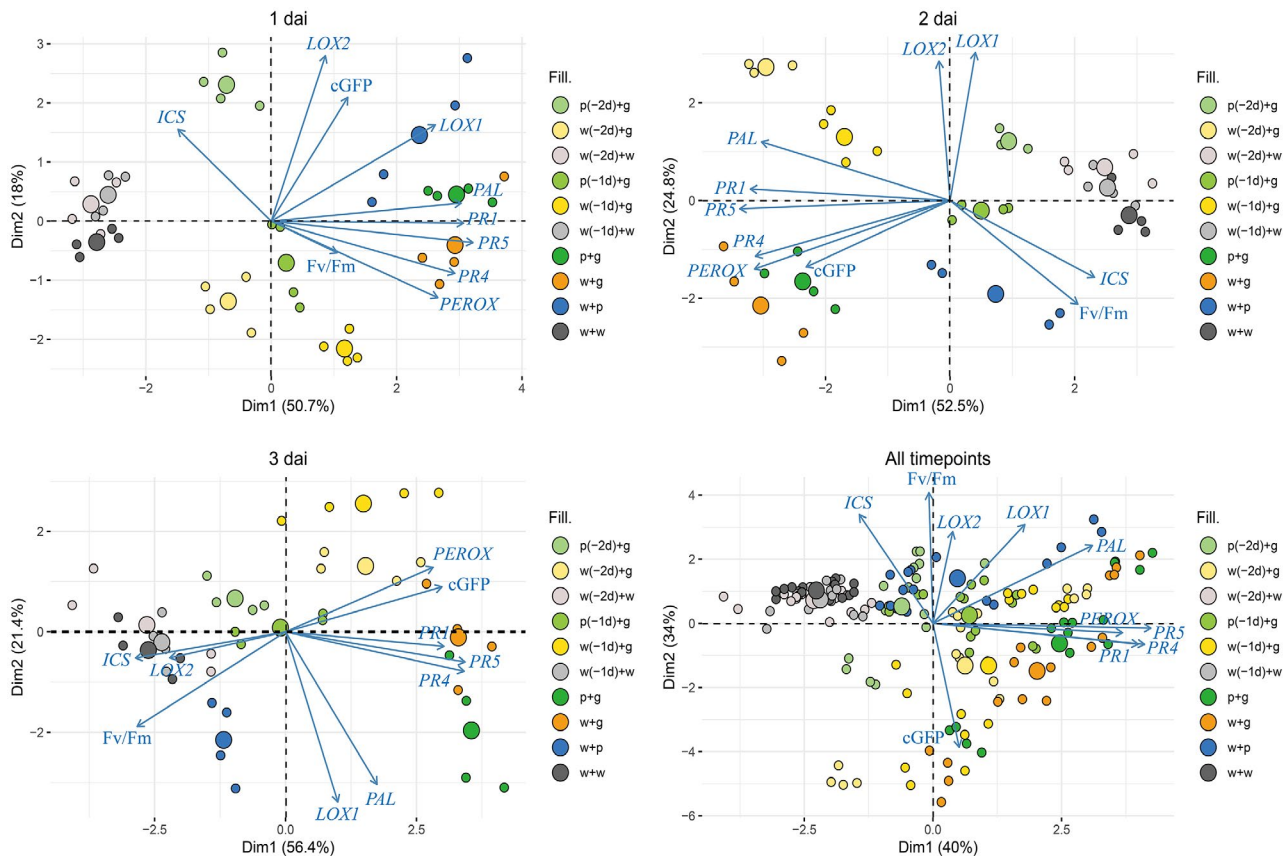 1 dai
LOX2
cGFP
ICS
LOX1
PAL
PR1
PR5
Fv/Fm
PR4
PEROX
3
2
1
0
−1
−2
Dim2 (18%)
−2
0
2
4
Dim1 (50.7%)
Fill.
p(−2d)+g
w(−2d)+g
w(−2d)+w
p(−1d)+g
w(−1d)+g
w(−1d)+w
p+g
w+g
w+p
w+w
2 dai
LOX2
LOX1
PAL
PR1
PR5
PR4
PEROX
cGFP
ICS
Fv/Fm
2
0
−2
Dim2 (24.8%)
−2
0
2
Dim1 (52.5%)
Fill.
p(−2d)+g
w(−2d)+g
w(−2d)+w
p(−1d)+g
w(−1d)+g
w(−1d)+w
p+g
w+g
w+p
w+w
3 dai
PEROX
cGFP
PR1
PR5
PR4
ICS
LOX2
Fv/Fm
PAL
LOX1
2
0
−2
Dim2 (21.4%)
−2.5
0.0
2.5
Dim1 (56.4%)
Fill.
p(−2d)+g
w(−2d)+g
w(−2d)+w
p(−1d)+g
w(−1d)+g
w(−1d)+w
p+g
w+g
w+p
w+w
All timepoints
Fv/Fm
ICS
LOX2
LOX1
PAL
PEROX
PR5
PR1
PR4
cGFP
4
2
0
−2
−4
−6
Dim2 (34%)
−2.5
0.0
2.5
Dim1 (40%)
Fill.
p(−2d)+g
w(−2d)+g
w(−2d)+w
p(−1d)+g
w(−1d)+g
w(−1d)+w
p+g
w+g
w+p
w+w